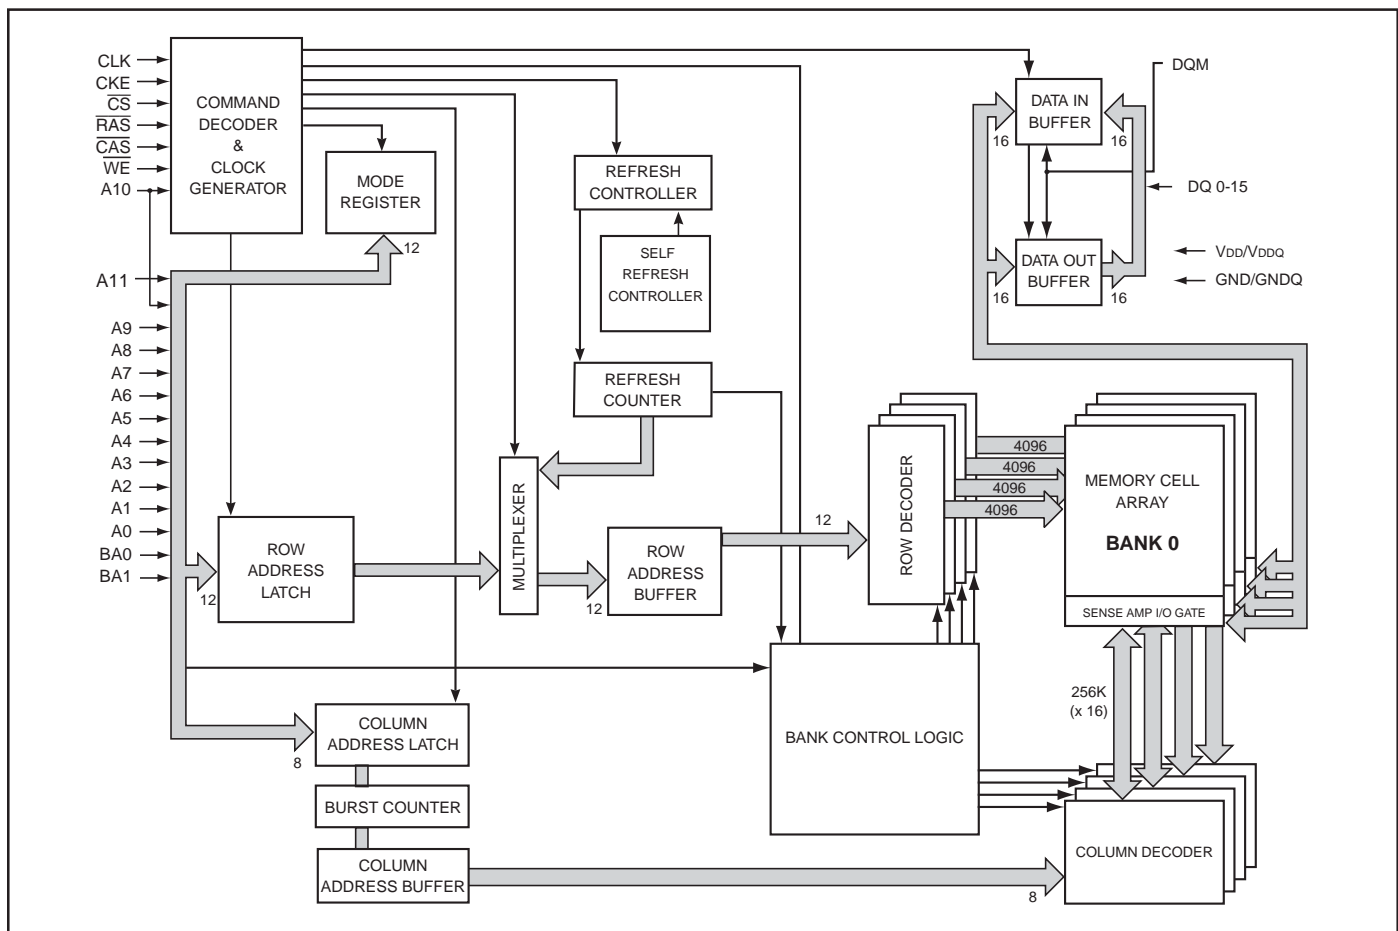 CLK
CKE
CS
RAS
CAS
WE
A10
A11
A9
A8
A7
A6
A5
A4
A3
A2
A1
A0
BA0
BA1
COMMAND
DECODER
&
CLOCK
GENERATOR
MODE
REGISTER
12
REFRESH
CONTROLLER
SELF
REFRESH
CONTROLLER
REFRESH
COUNTER
DATA IN
BUFFER
16
16
DQM
DQ 0-15
VDD/VDDQ
GND/GNDQ
DATA OUT
BUFFER
16
16
MULTIPLEXER
ROW
ADDRESS
LATCH
12
ROW
ADDRESS
BUFFER
12
12
ROW DECODER
4096
4096
4096
4096
MEMORY CELL
ARRAY
BANK 0
SENSE AMP I/O GATE
256K
(x 16)
BANK CONTROL LOGIC
COLUMN
ADDRESS LATCH
8
BURST COUNTER
COLUMN
ADDRESS BUFFER
8
COLUMN DECODER